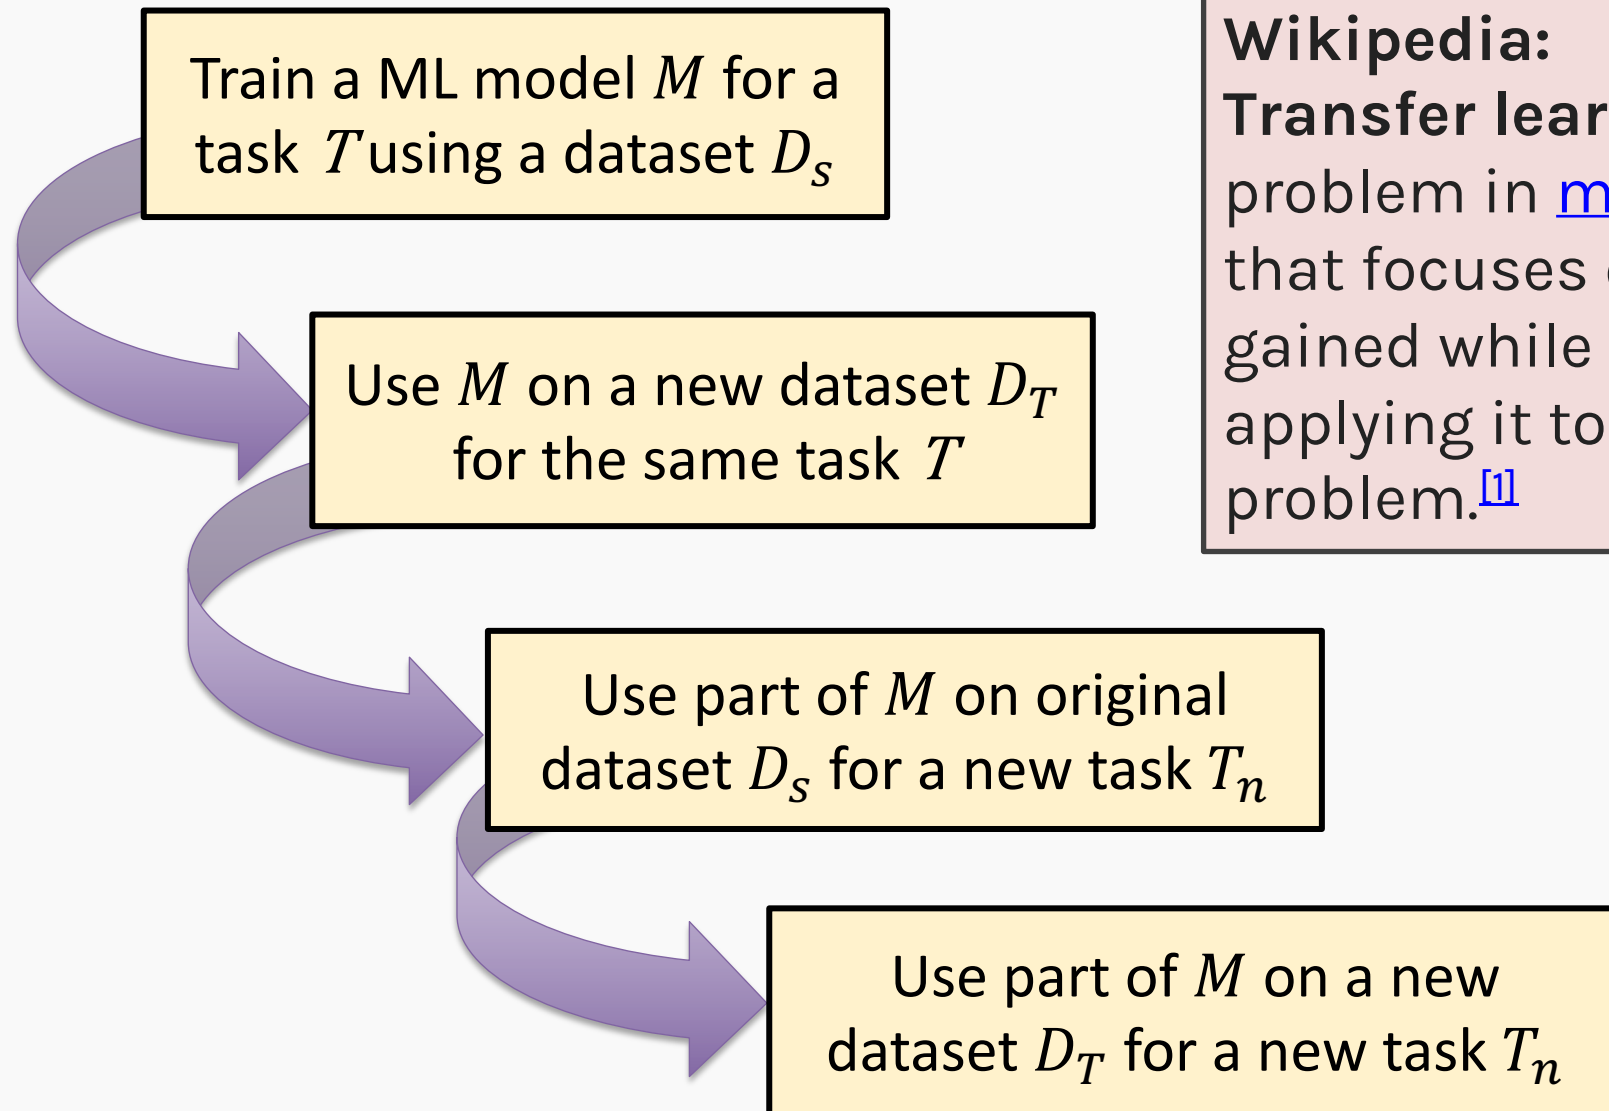 Train a ML model M for a
task T using a dataset Dₛ
Use M on a new dataset D_T
for the same task T
Use part of M on original
dataset Dₛ for a new task Tₙ
Use part of M on a new
dataset D_T for a new task Tₙ
Wikipedia:
Transfer lear
problem in m
that focuses
gained while
applying it to
problem.[1]